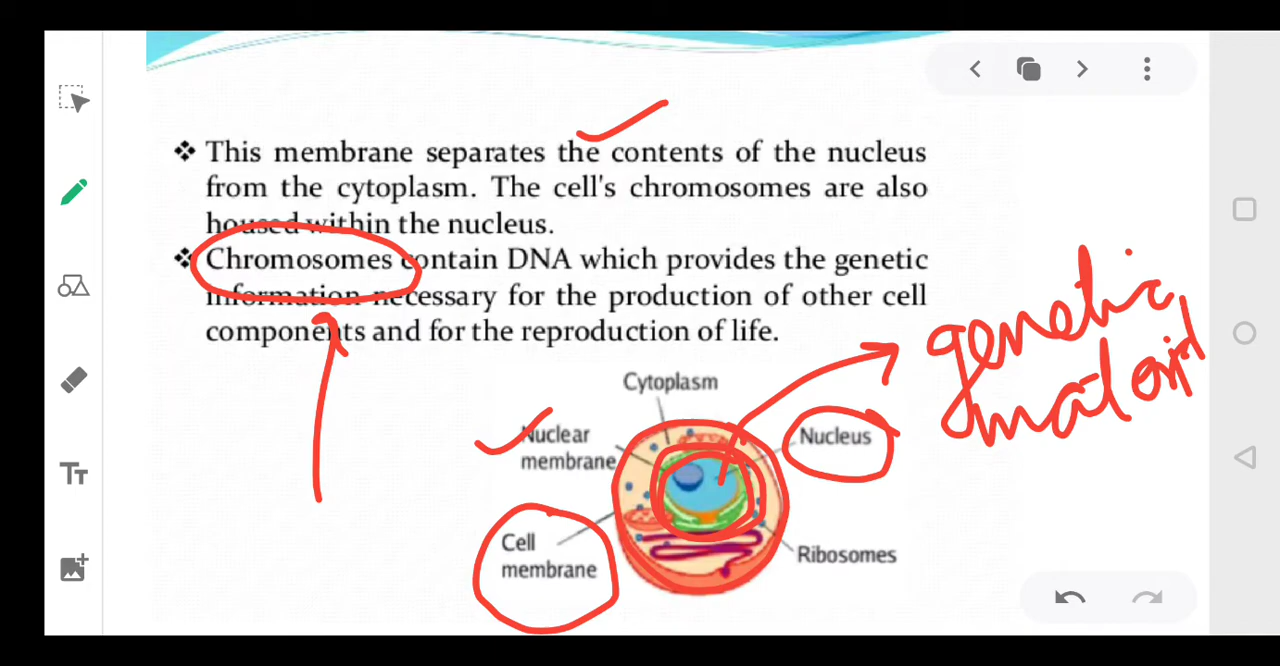 ❖ This membrane separates the contents of the nucleus
from the cytoplasm. The cell's chromosomes are also
housed within the nucleus.
❖ Chromosomes contain DNA which provides the genetic
information necessary for the production of other cell
components and for the reproduction of life.
genetic
material
Cytoplasm
Nuclear
membrane
Nucleus
Cell
membrane
Ribosomes
TT